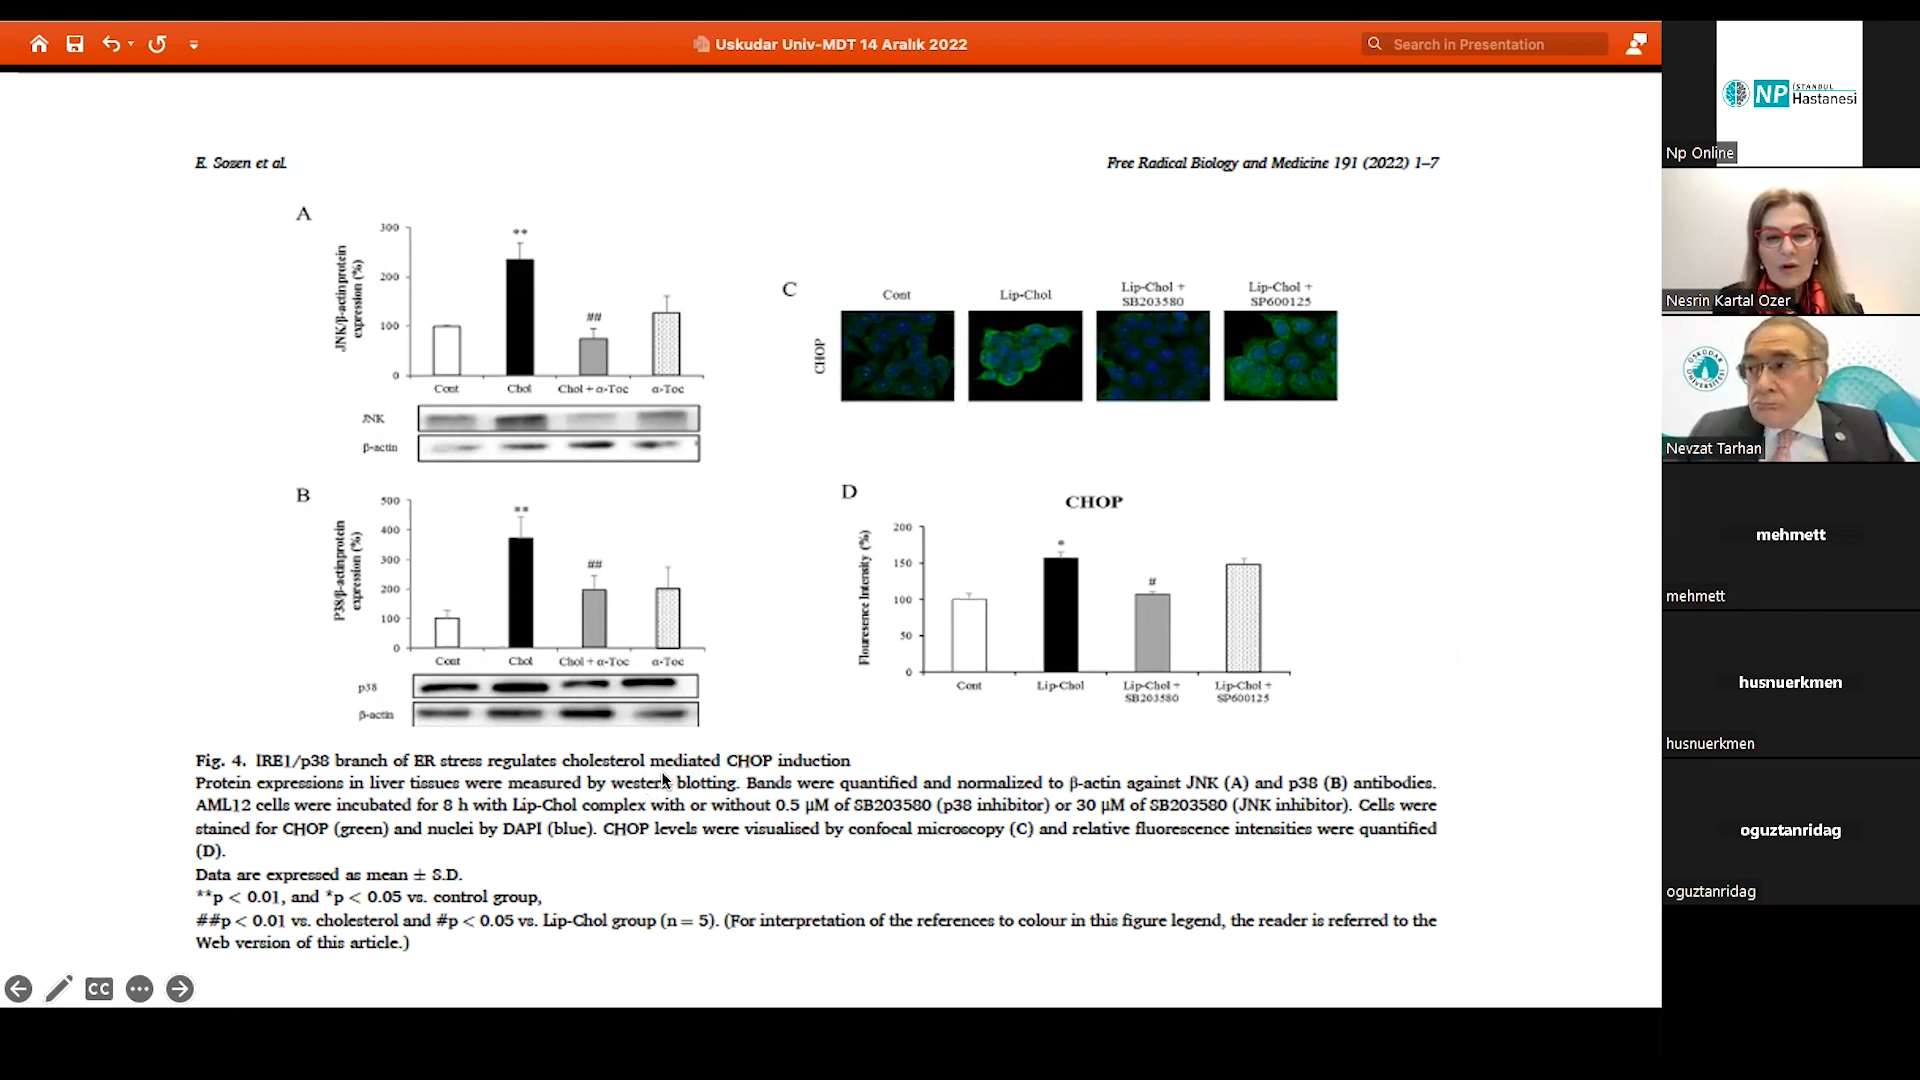 Uskudar Univ-MDT 14 Aralık 2022
Search in Presentation
E. Sozen et al.
Free Radical Biology and Medicine 191 (2022) 1–7
A
JNK/β-actin protein expression (%)
300
200
100
0
**
##
Cont
Chol
Chol + α-Toc
α-Toc
JNK
β-actin
B
P38/β-actin protein expression (%)
500
400
300
200
100
0
**
##
Cont
Chol
Chol + α-Toc
α-Toc
p38
β-actin
C
Cont
Lip-Chol
Lip-Chol +
SB203580
Lip-Chol +
SP600125
CHOP
D
CHOP
Flouresence Intensity (%)
200
150
100
50
0
*
#
Cont
Lip-Chol
Lip-Chol +
SB203580
Lip-Chol +
SP600125
Fig. 4. IRE1/p38 branch of ER stress regulates cholesterol mediated CHOP induction
Protein expressions in liver tissues were measured by western blotting. Bands were quantified and normalized to β-actin against JNK (A) and p38 (B) antibodies.
AML12 cells were incubated for 8 h with Lip-Chol complex with or without 0.5 μM of SB203580 (p38 inhibitor) or 30 μM of SB203580 (JNK inhibitor). Cells were
stained for CHOP (green) and nuclei by DAPI (blue). CHOP levels were visualised by confocal microscopy (C) and relative fluorescence intensities were quantified
(D).
Data are expressed as mean ± S.D.
**p < 0.01, and *p < 0.05 vs. control group,
##p < 0.01 vs. cholesterol and #p < 0.05 vs. Lip-Chol group (n = 5). (For interpretation of the references to colour in this figure legend, the reader is referred to the
Web version of this article.)
CC
NP İSTANBUL Hastanesi
Np Online
Nesrin Kartal Ozer
ÜSKÜDAR ÜNİVERSİTESİ
Nevzat Tarhan
mehmett
mehmett
husnuerkmen
husnuerkmen
oguztanridag
oguztanridag